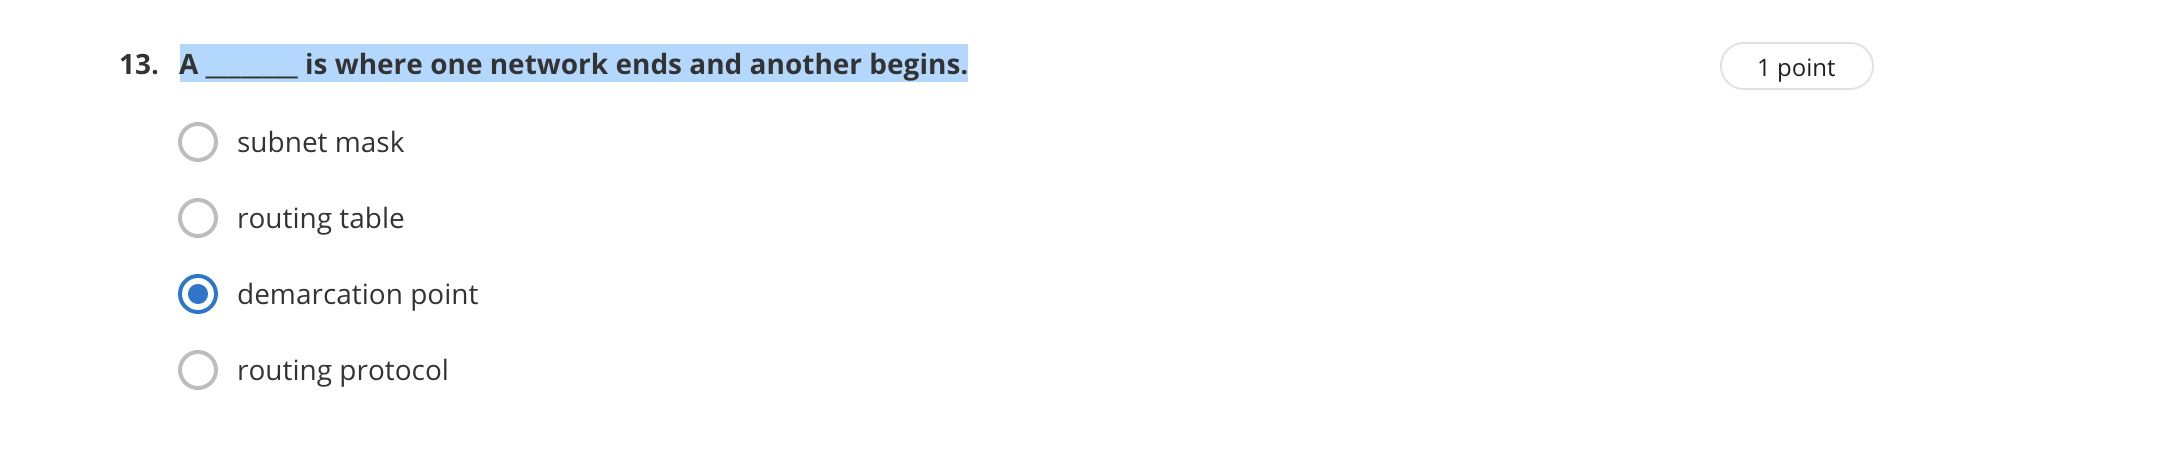 13. A ______ is where one network ends and another begins.
1 point
subnet mask
routing table
demarcation point
routing protocol